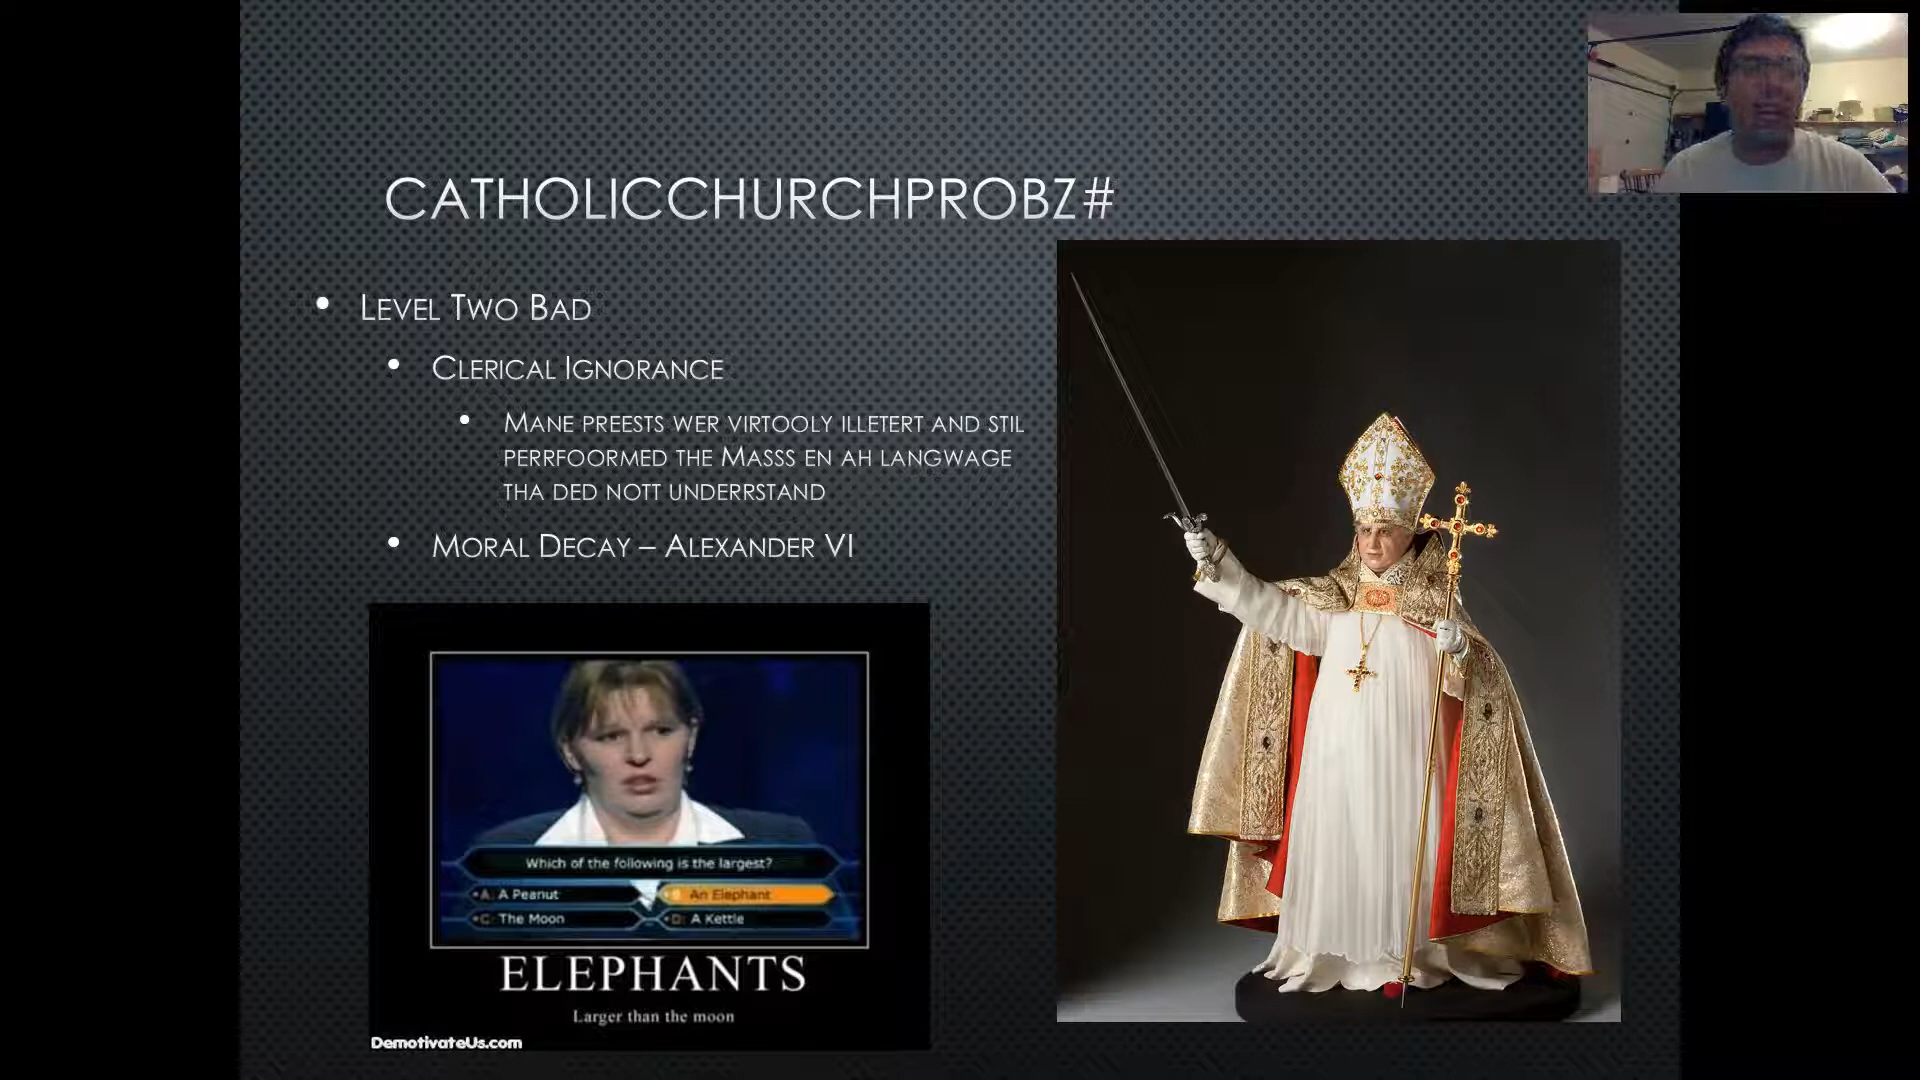 CATHOLICCHURCHPROBZ#
• LEVEL TWO BAD
• CLERICAL IGNORANCE
• MANE PREESTS WER VIRTOOLY ILLETERT AND STIL
PERRFOORMED THE MASSS EN AH LANGWAGE
THA DED NOTT UNDERRSTAND
• MORAL DECAY – ALEXANDER VI
Which of the following is the largest?
A: A Peanut
B: An Elephant
C: The Moon
D: A Kettle
ELEPHANTS
Larger than the moon
DemotivateUs.com